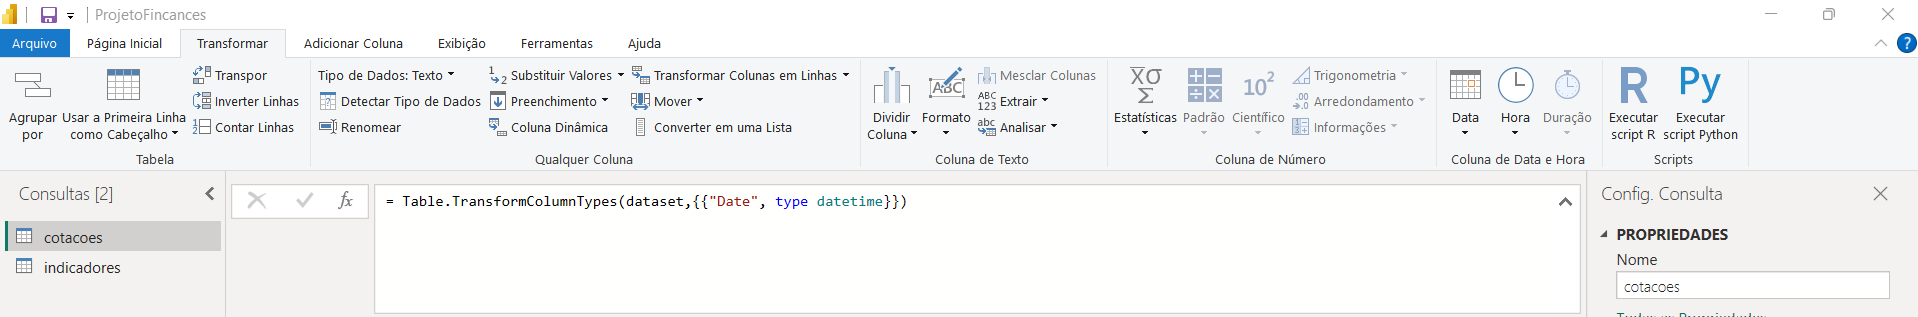 ProjetoFincances
Arquivo Página Inicial Transformar Adicionar Coluna Exibição Ferramentas Ajuda
Agrupar por
Usar a Primeira Linha como Cabeçalho
Transpor
Inverter Linhas
Contar Linhas
Tabela
Tipo de Dados: Texto
Detectar Tipo de Dados
Renomear
Substituir Valores
Preenchimento
Coluna Dinâmica
Transformar Colunas em Linhas
Mover
Converter em uma Lista
Qualquer Coluna
Dividir Coluna
Formato
Mesclar Colunas
Extrair
Analisar
Coluna de Texto
Estatísticas
Padrão
Científico
Trigonometria
Arredondamento
Informações
Coluna de Número
Data
Hora
Duração
Coluna de Data e Hora
Executar script R
Executar script Python
Scripts
Consultas [2]
cotacoes
indicadores
= Table.TransformColumnTypes(dataset,{{"Date", type datetime}})
Config. Consulta
PROPRIEDADES
Nome
cotacoes